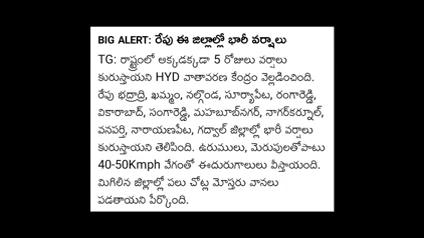 BIG ALERT: రేపు ఈ జిల్లాల్లో భారీ వర్షాలు
TG: రాష్ట్రంలో అక్కడక్కడా 5 రోజులు వర్షాలు
కురుస్తాయని HYD వాతావరణ కేంద్రం వెల్లడించింది.
రేపు భద్రాద్రి, ఖమ్మం, నల్గొండ, సూర్యాపేట, రంగారెడ్డి,
వికారాబాద్, సంగారెడ్డి, మహబూబ్‌నగర్, నాగర్‌కర్నూల్,
వనపర్తి, నారాయణపేట, గద్వాల్ జిల్లాల్లో భారీ వర్షాలు
కురుస్తాయని తెలిపింది. ఉరుములు, మెరుపులతోపాటు
40-50Kmph వేగంతో ఈదురుగాలులు వీస్తాయంది.
మిగిలిన జిల్లాల్లో పలు చోట్ల మోస్తరు వానలు
పడతాయని పేర్కొంది.